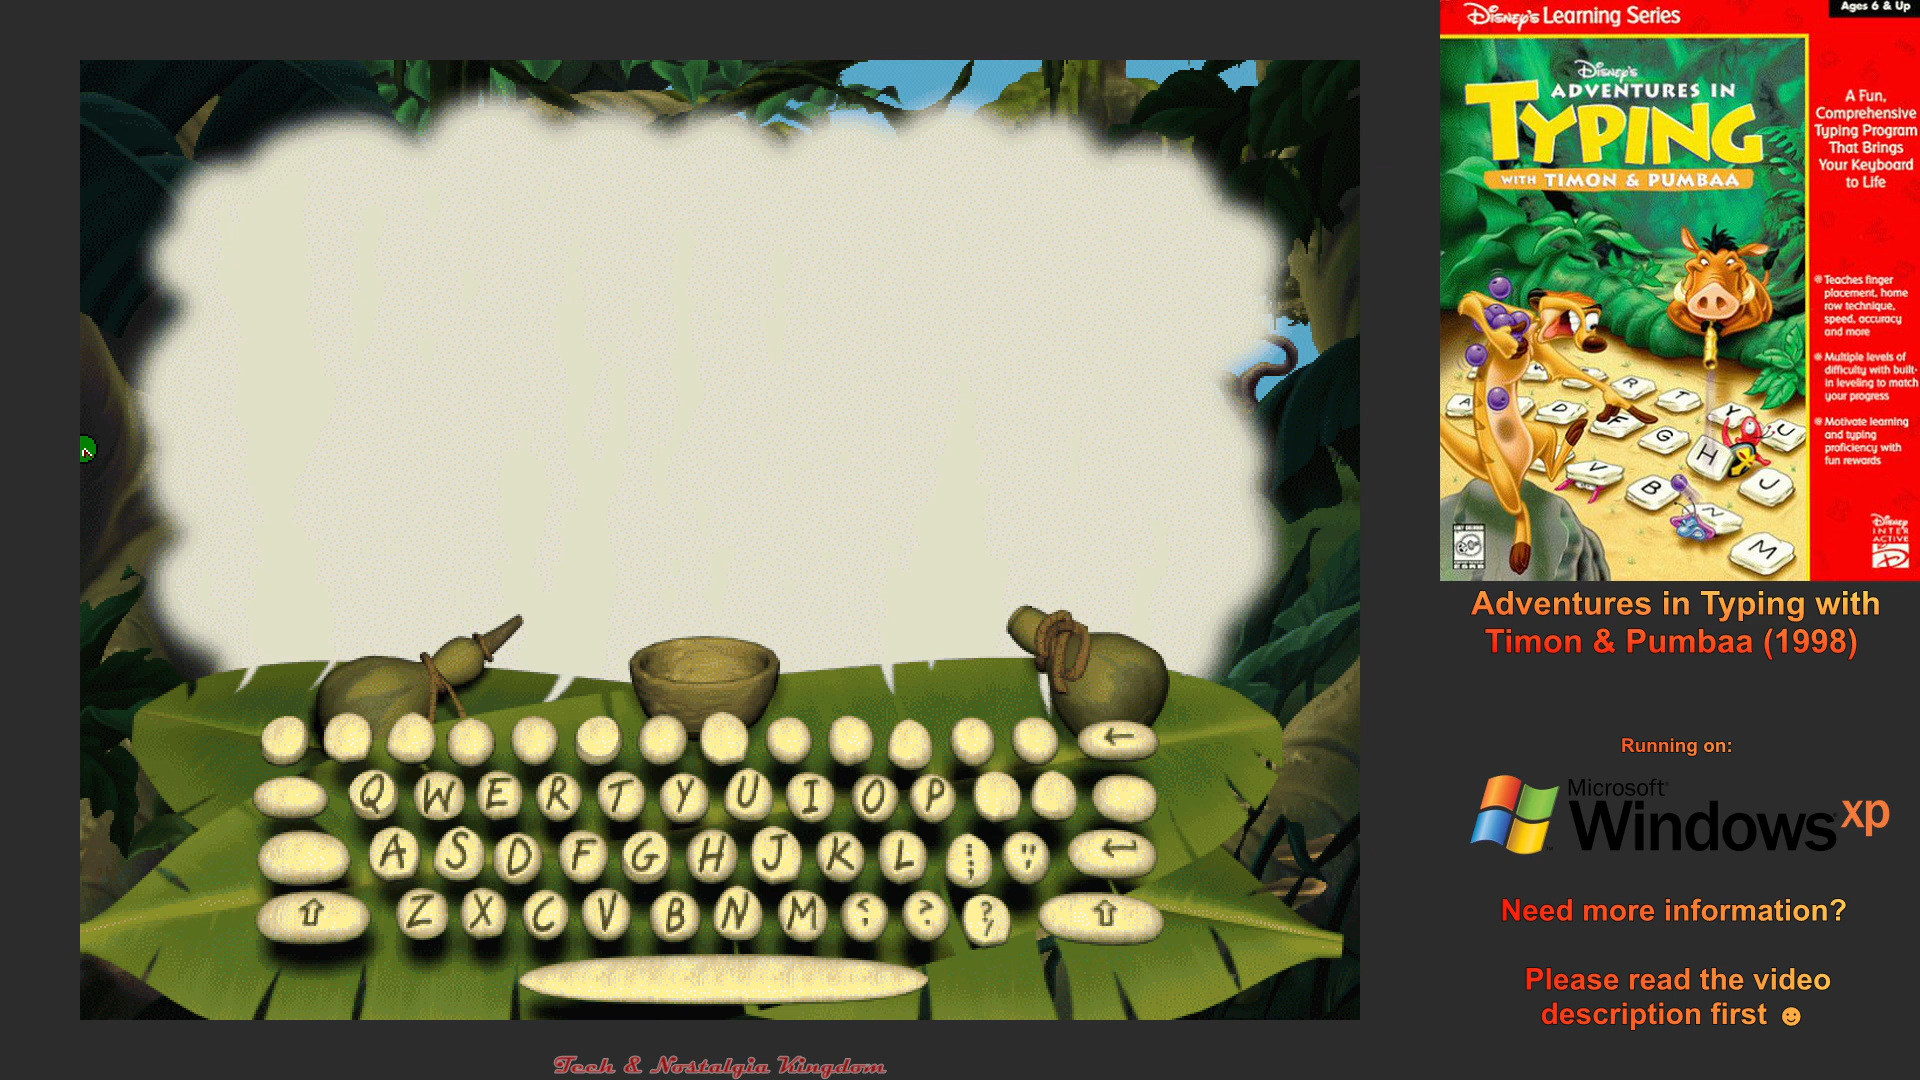 Disney's Learning Series
Ages 6 & Up
Disney's
ADVENTURES IN
TYPING
WITH TIMON & PUMBAA
A Fun,
Comprehensive
Typing Program
That Brings
Your Keyboard
to Life
Teaches finger
placement, home
row technique,
speed, accuracy
and more
Multiple levels of
difficulty with built-
in leveling to match
your progress
Motivate learning
and typing
proficiency with
fun rewards
R T Y U
A D F G H J
V B N M
Disney
INTER
ACTIVE
Adventures in Typing with
Timon & Pumbaa (1998)
Running on:
Microsoft
Windows xp
Need more information?
Please read the video
description first ☻
←
Q W E R T Y U I O P
A S D F G H J K L : ; " '
Z X C V B N M < , > . ? /
Tech & Nostalgia Kingdom